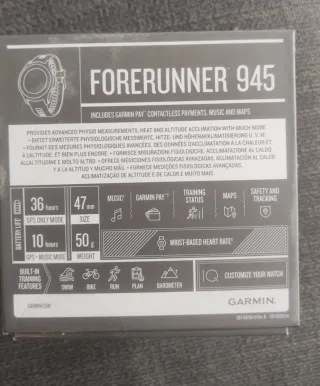 FORERUNNER 945
INCLUDES GARMIN PAY™ CONTACTLESS PAYMENTS, MUSIC AND MAPS
PROVIDES ADVANCED PHYSIO MEASUREMENTS, HEAT AND ALTITUDE ACCLIMATION WITH MUCH MORE
• BIETET ERWEITERTE PHYSIOLOGISCHE MESSWERTE, HITZE- UND HÖHENAKKLIMATISIERUNG U. V. M.
• FOURNIT DES MESURES PHYSIOLOGIQUES AVANCÉES, DES DONNÉES D'ACCLIMATATION À LA CHALEUR ET
À L'ALTITUDE, ET BIEN PLUS ENCORE • FORNISCE MISURAZIONI FISIOLOGICHE, ACCLIMATAZIONE AL CALDO
ALL'ALTITUDINE E MOLTO ALTRO. • OFRECE MEDICIONES FISIOLÓGICAS AVANZADAS, ACLIMATACIÓN AL CALOR
Y A LA ALTITUD Y MUCHO MÁS • FORNECE MEDIÇÕES FISIOLÓGICAS AVANÇADAS,
ACLIMATIZAÇÃO DE ALTITUDE E DE CALOR E MUITO MAIS.
BATTERY LIFE
36 hours
GPS ONLY MODE
47 mm
SIZE
MUSIC
GARMIN PAY™
TRAINING STATUS
MAPS
SAFETY AND TRACKING
10 hours
GPS + MUSIC MODE
50 g
WEIGHT
WRIST-BASED HEART RATE
BUILT-IN TRAINING FEATURES
SWIM
BIKE
RUN
PLAN
BAROMETER
IQ
CUSTOMIZE YOUR WATCH
GARMIN.COM
GARMIN